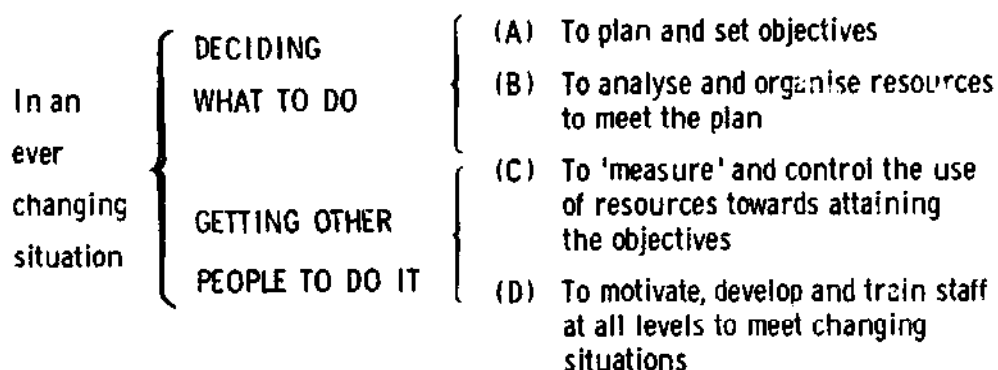 In an
ever
changing
situation
DECIDING
WHAT TO DO
GETTING OTHER
PEOPLE TO DO IT
(A) To plan and set objectives
(B) To analyse and organise resources
to meet the plan
(C) To 'measure' and control the use
of resources towards attaining
the objectives
(D) To motivate, develop and train staff
at all levels to meet changing
situations